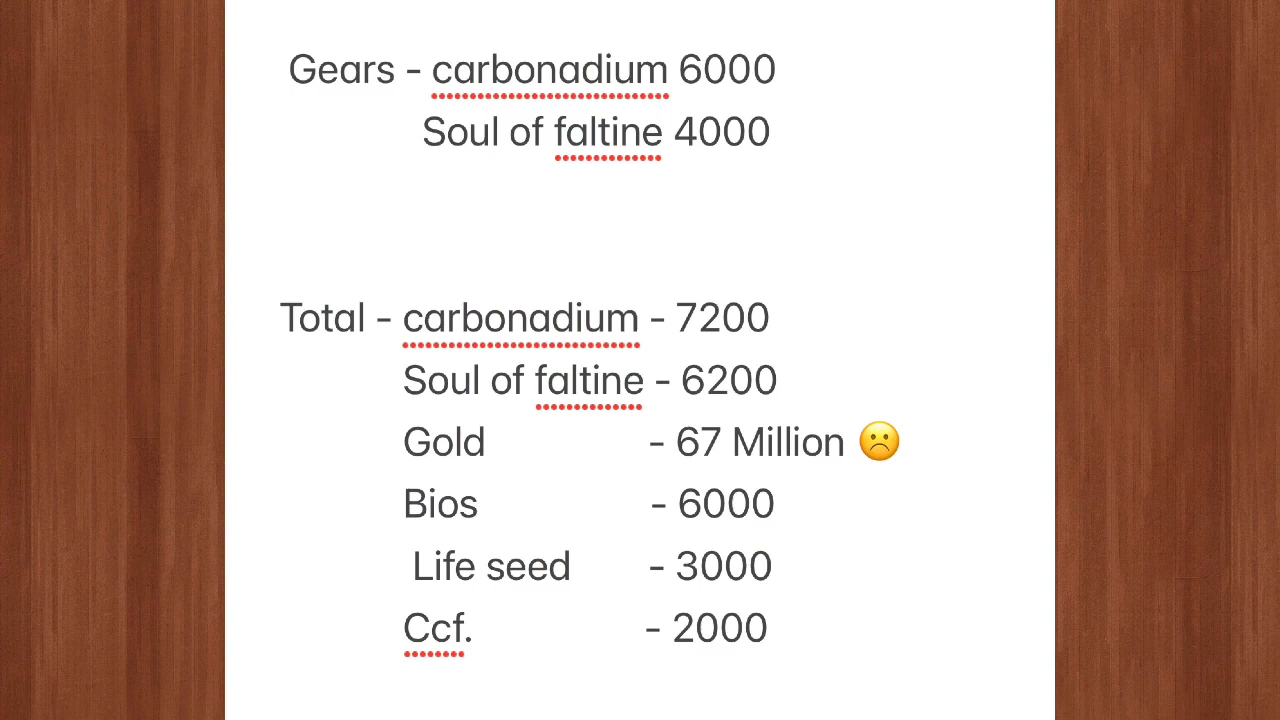 Gears - carbonadium 6000
Soul of faltine 4000
Total - carbonadium - 7200
Soul of faltine - 6200
Gold - 67 Million ☹️
Bios - 6000
Life seed - 3000
Ccf. - 2000